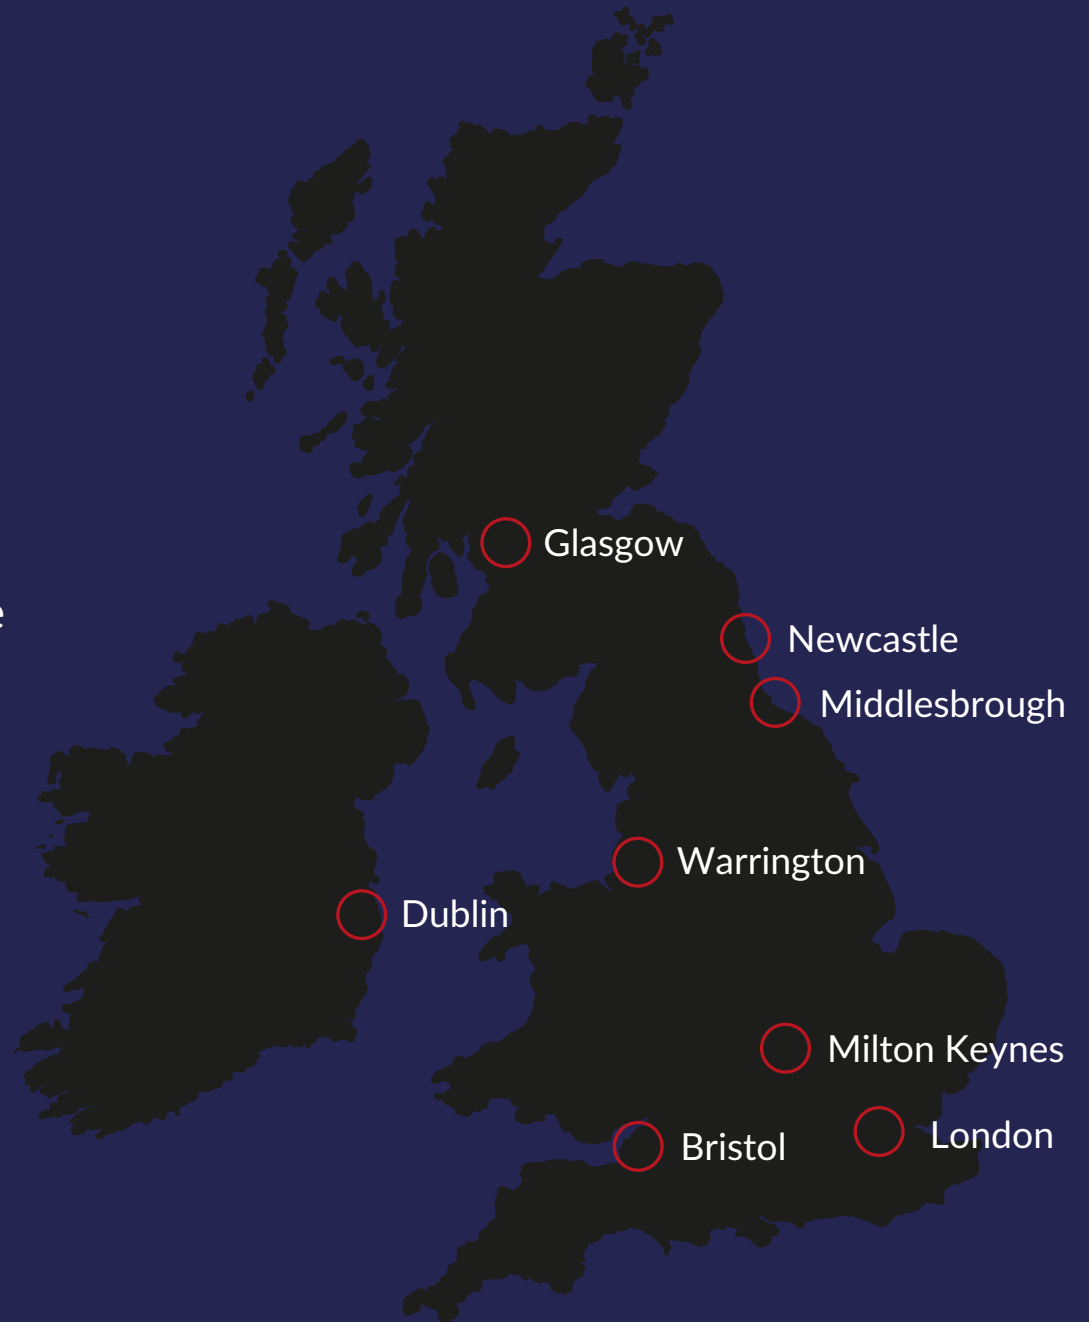 Glasgow
e
Newcastle
Middlesbrough
Warrington
Dublin
Milton Keynes
London
Bristol